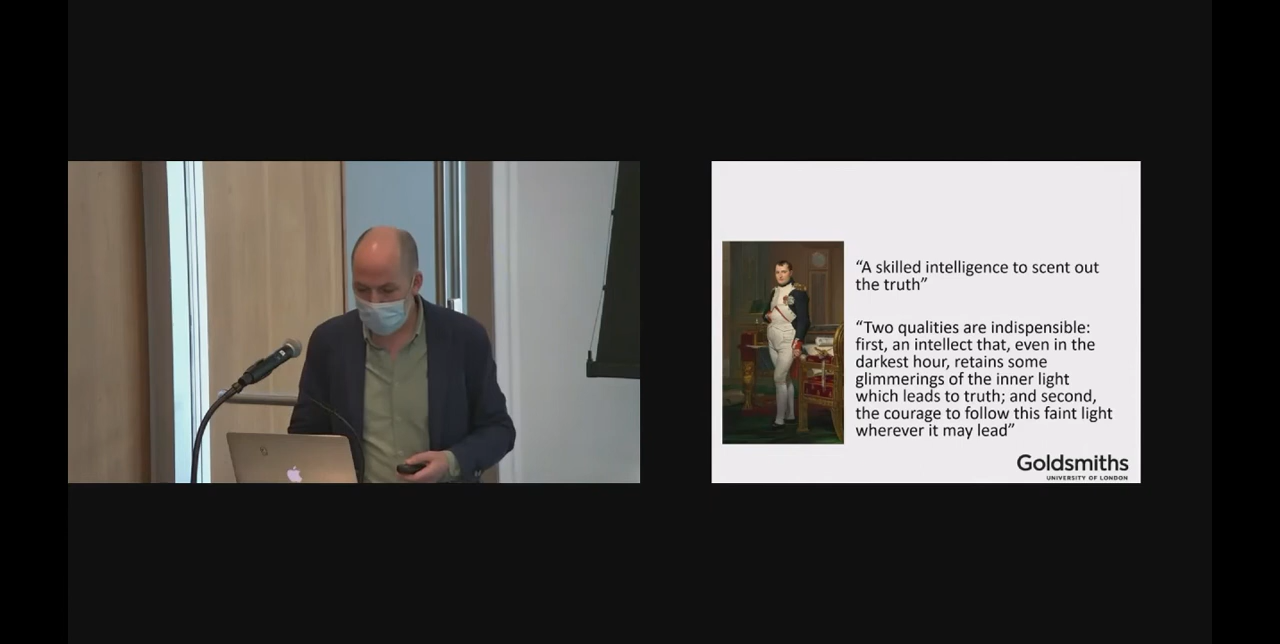 “A skilled intelligence to scent out
the truth”
“Two qualities are indispensible:
first, an intellect that, even in the
darkest hour, retains some
glimmerings of the inner light
which leads to truth; and second,
the courage to follow this faint light
wherever it may lead”
Goldsmiths
UNIVERSITY OF LONDON